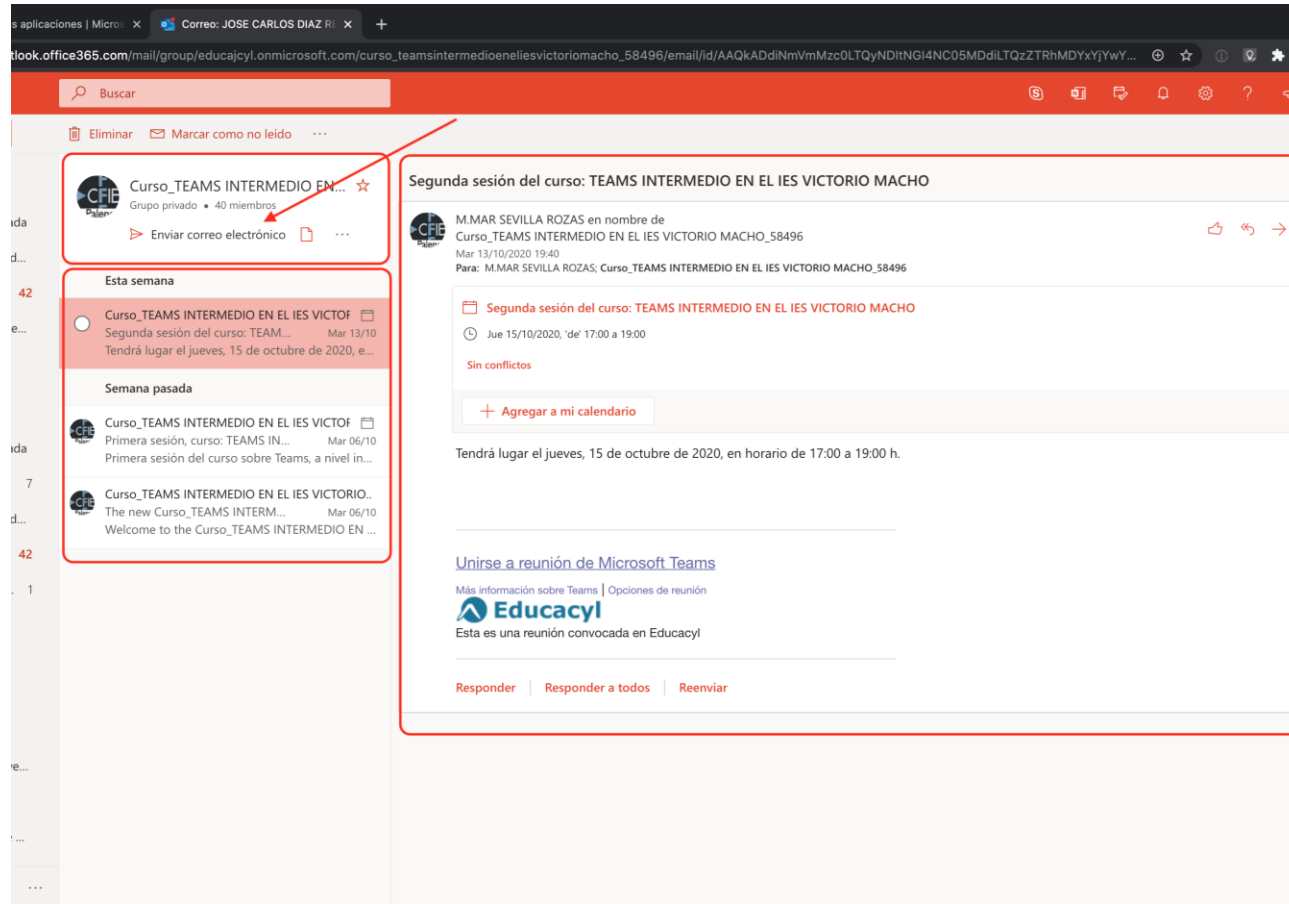 s aplicaciones | Micros
Correo: JOSE CARLOS DIAZ RE
tlook.office365.com/mail/group/educajcyl.onmicrosoft.com/curso_teamsintermedioeneliesvictoriomacho_58496/email/id/AAQkADdiNmVmMzc0LTQyNDItNGI4NC05MDdiLTQzZTRhMDYxYjYwY...
Buscar
Eliminar Marcar como no leído ...
Curso_TEAMS INTERMEDIO EN...
Grupo privado • 40 miembros
Enviar correo electrónico ...
CFIE
Palen
Esta semana
Curso_TEAMS INTERMEDIO EN EL IES VICTOR
Segunda sesión del curso: TEAM... Mar 13/10
Tendrá lugar el jueves, 15 de octubre de 2020, e...
Semana pasada
Curso_TEAMS INTERMEDIO EN EL IES VICTOR
Primera sesión, curso: TEAMS IN... Mar 06/10
Primera sesión del curso sobre Teams, a nivel in...
Curso_TEAMS INTERMEDIO EN EL IES VICTORIO..
The new Curso_TEAMS INTERM... Mar 06/10
Welcome to the Curso_TEAMS INTERMEDIO EN ...
ada
d...
42
e...
ada
7
d...
42
. 1
e...
...
...
Segunda sesión del curso: TEAMS INTERMEDIO EN EL IES VICTORIO MACHO
M.MAR SEVILLA ROZAS en nombre de
Curso_TEAMS INTERMEDIO EN EL IES VICTORIO MACHO_58496
Mar 13/10/2020 19:40
Para: M.MAR SEVILLA ROZAS; Curso_TEAMS INTERMEDIO EN EL IES VICTORIO MACHO_58496
Segunda sesión del curso: TEAMS INTERMEDIO EN EL IES VICTORIO MACHO
Jue 15/10/2020, 'de' 17:00 a 19:00
Sin conflictos
Agregar a mi calendario
Tendrá lugar el jueves, 15 de octubre de 2020, en horario de 17:00 a 19:00 h.
Unirse a reunión de Microsoft Teams
Más información sobre Teams | Opciones de reunión
Educacyl
Esta es una reunión convocada en Educacyl
Responder | Responder a todos | Reenviar